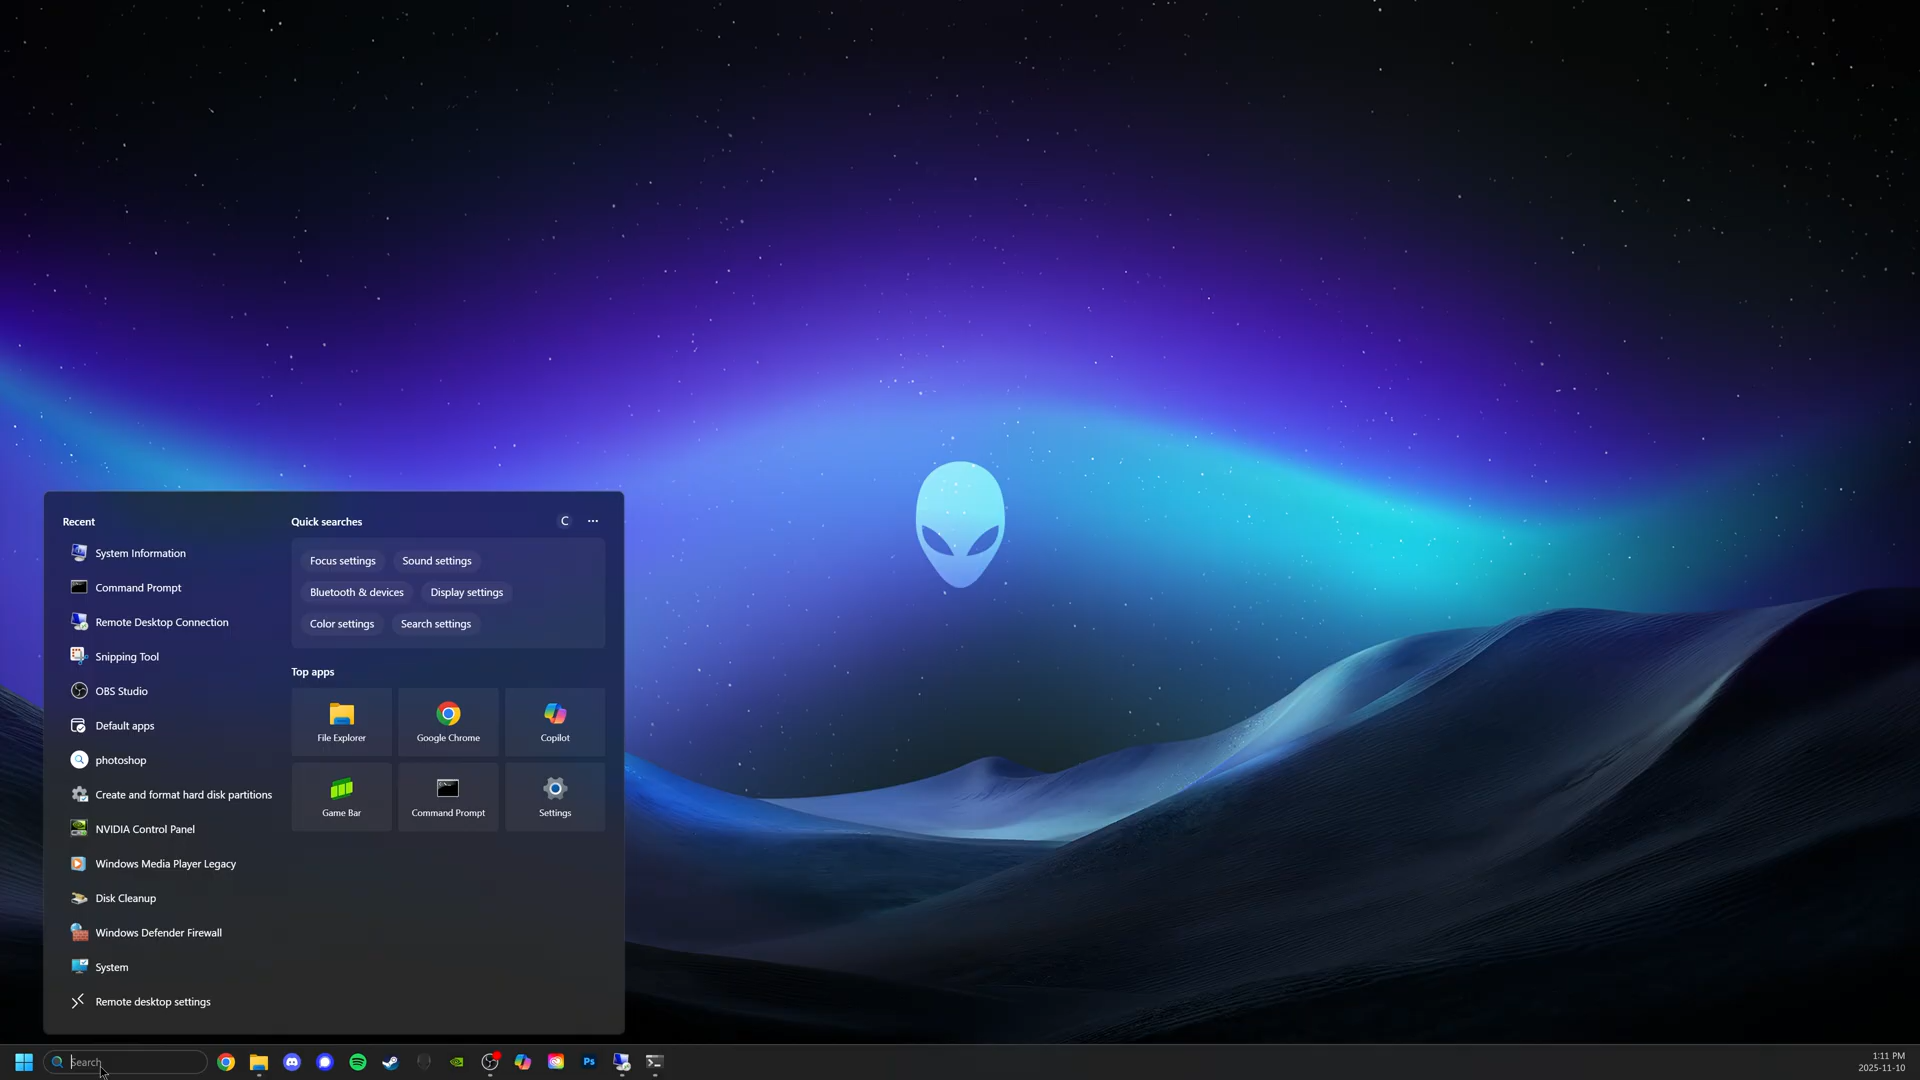 Recent
System Information
Command Prompt
Remote Desktop Connection
Snipping Tool
OBS Studio
Default apps
photoshop
Create and format hard disk partitions
NVIDIA Control Panel
Windows Media Player Legacy
Disk Cleanup
Windows Defender Firewall
System
Remote desktop settings
Quick searches
C
Focus settings
Sound settings
Bluetooth & devices
Display settings
Color settings
Search settings
Top apps
File Explorer
Google Chrome
Copilot
Game Bar
Command Prompt
Settings
Search
Ps
1:11 PM
2025-11-10